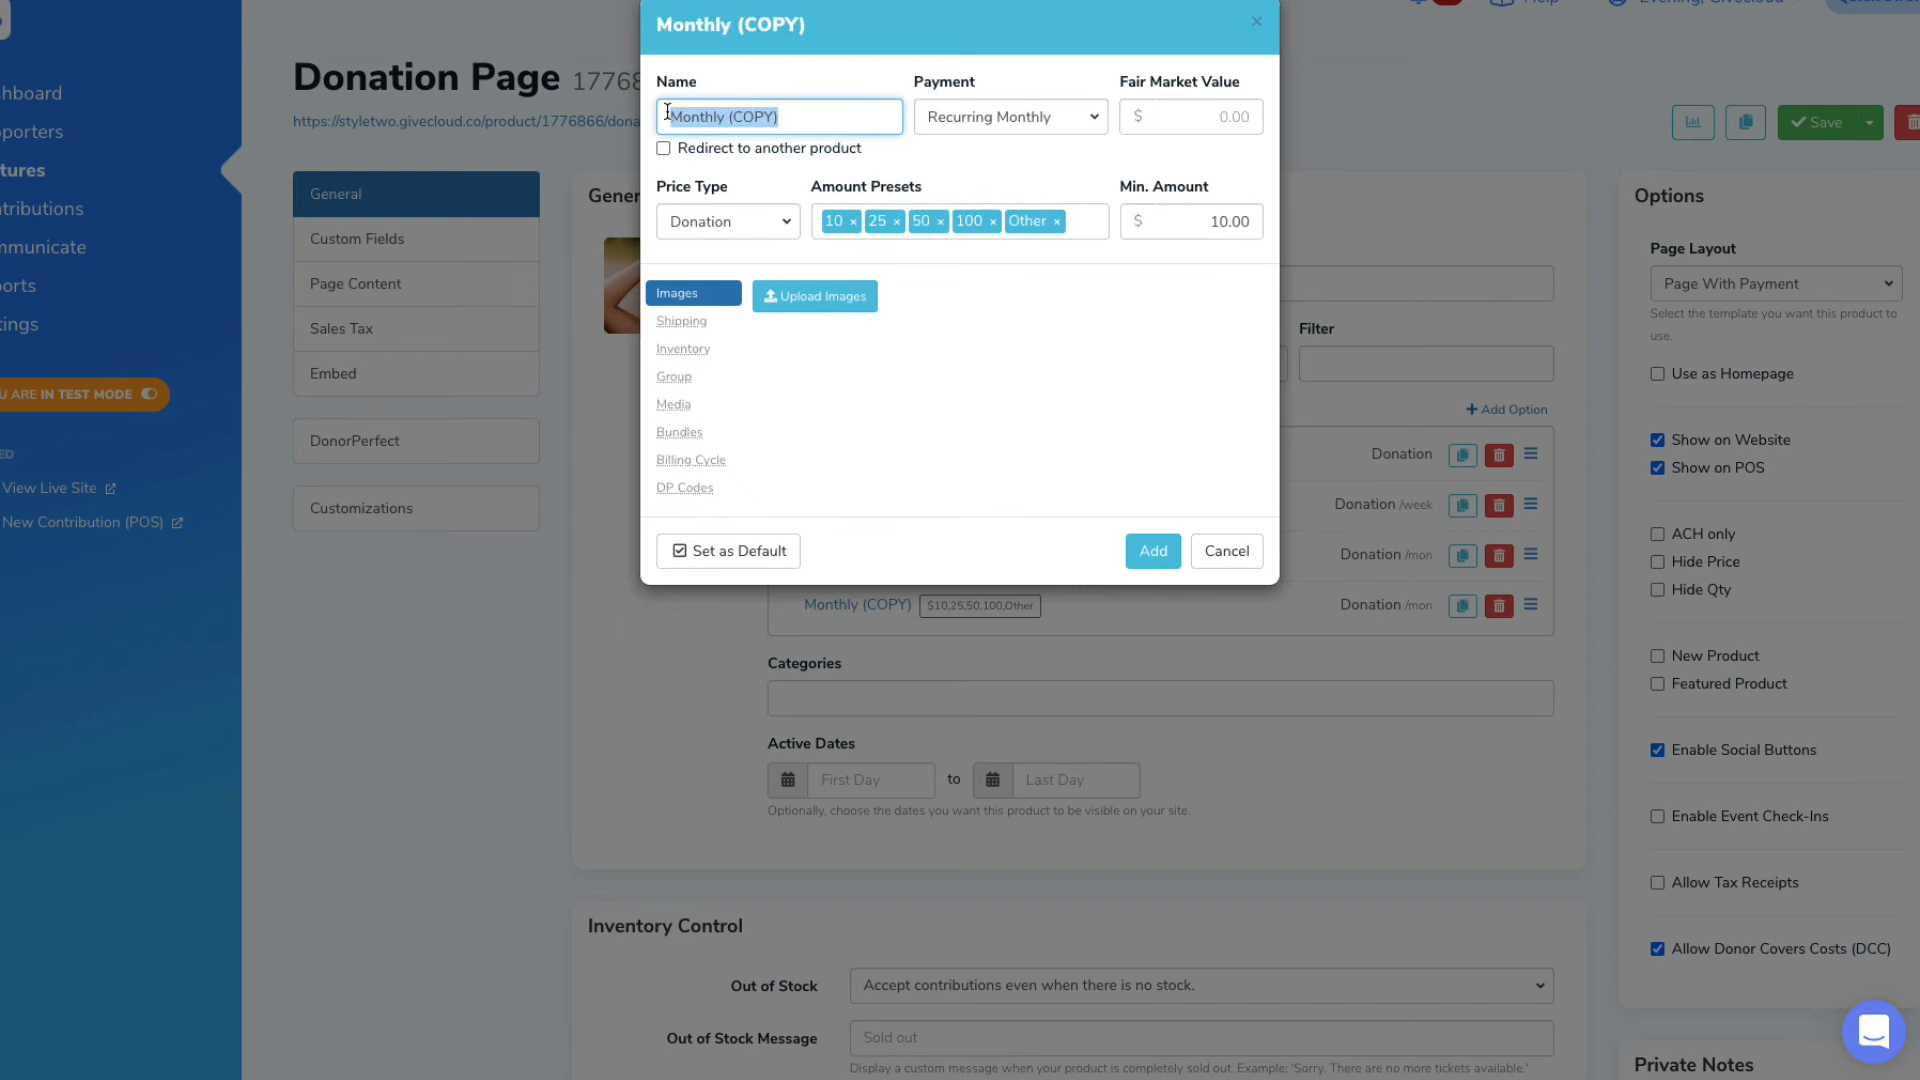 Monthly (COPY)
×
Donation Page 17768
https://styletwo.givecloud.co/product/1776866/dona
Save
Name
Payment
Fair Market Value
Monthly (COPY)
Recurring Monthly
$ 0.00
Redirect to another product
Price Type
Amount Presets
Min. Amount
Donation
10 × 25 × 50 × 100 × Other ×
$ 10.00
Images
Upload Images
Shipping
Inventory
Group
Media
Bundles
Billing Cycle
DP Codes
Set as Default
Add
Cancel
hboard
porters
tures
tributions
mmunicate
orts
tings
U ARE IN TEST MODE
ED
View Live Site
New Contribution (POS)
General
Custom Fields
Page Content
Sales Tax
Embed
DonorPerfect
Customizations
Gener
Filter
+ Add Option
Donation
Donation /week
Donation /mon
Monthly (COPY) $10,25,50,100,Other
Donation /mon
Categories
Active Dates
First Day to Last Day
Optionally, choose the dates you want this product to be visible on your site.
Inventory Control
Out of Stock
Accept contributions even when there is no stock.
Out of Stock Message
Sold out
Display a custom message when your product is completely sold out. Example: 'Sorry. There are no more tickets available.'
Options
Page Layout
Page With Payment
Select the template you want this product to
use.
Use as Homepage
Show on Website
Show on POS
ACH only
Hide Price
Hide Qty
New Product
Featured Product
Enable Social Buttons
Enable Event Check-Ins
Allow Tax Receipts
Allow Donor Covers Costs (DCC)
Private Notes